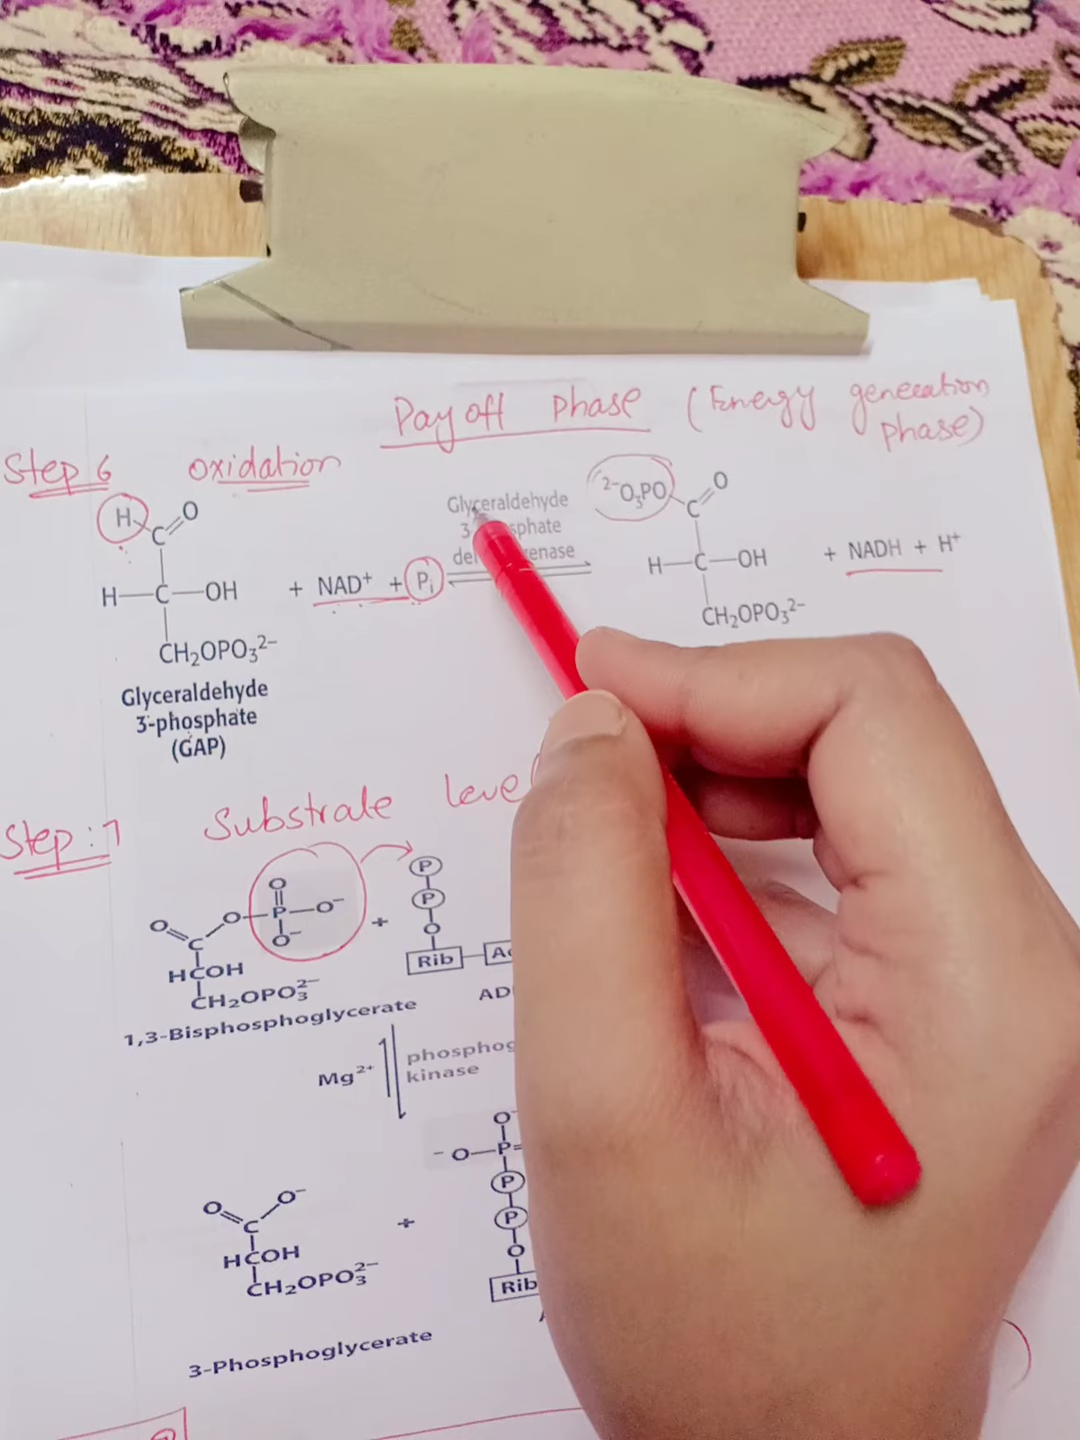 Pay off phase (Energy generation
phase)
Step 6 oxidation
H C O
H—C—OH
CH₂OPO₃²⁻
+ NAD⁺ + Pᵢ
Glyceraldehyde
3
²⁻O₃PO C O
H—C—OH
CH₂OPO₃²⁻
+ NADH + H⁺
Glyceraldehyde
3-phosphate
(GAP)
Step:7 Substrate leve
O O—P—O⁻
O
O⁻
C
HCOH
CH₂OPO₃²⁻
1,3-Bisphosphoglycerate
+
P
P
O
Rib
Mg²⁺
kinase
O
⁻O—P=
P
P
O
Rib
O O⁻
C
HCOH
CH₂OPO₃²⁻
+
3-Phosphoglycerate